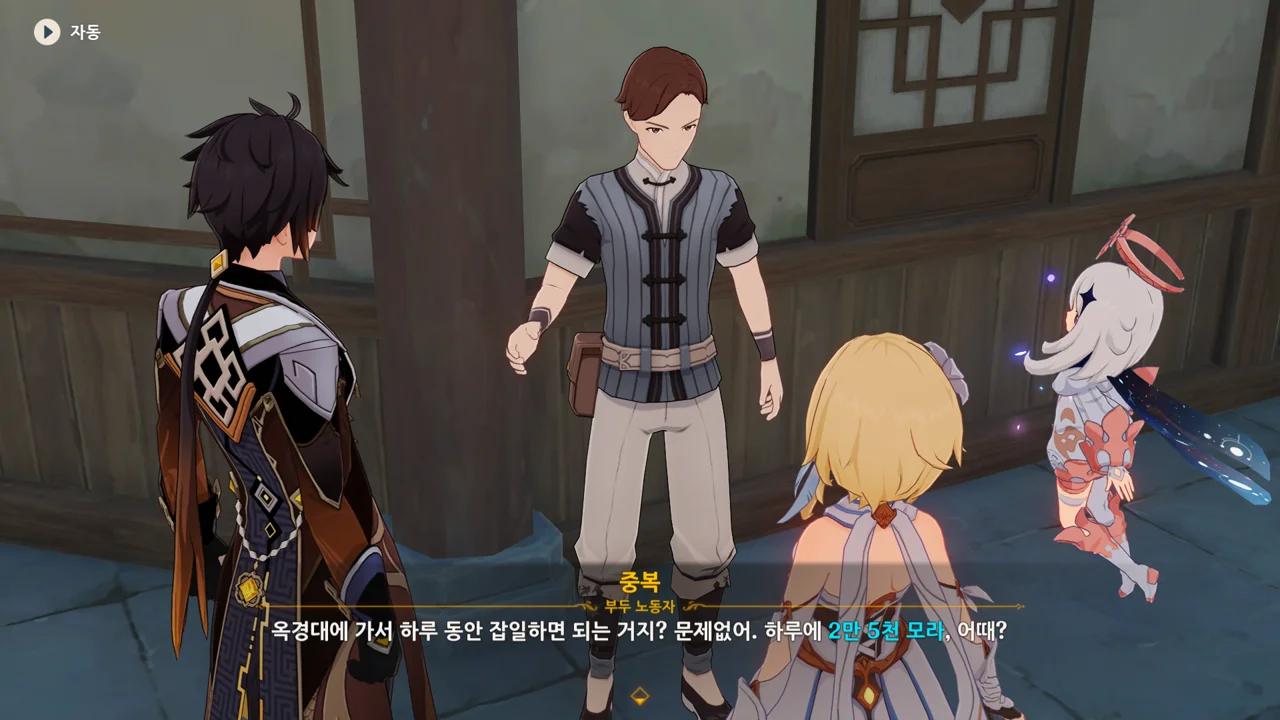 자동
중복
부두 노동자
옥경대에 가서 하루 동안 잡일하면 되는 거지? 문제없어. 하루에 2만 5천 모라, 어때?